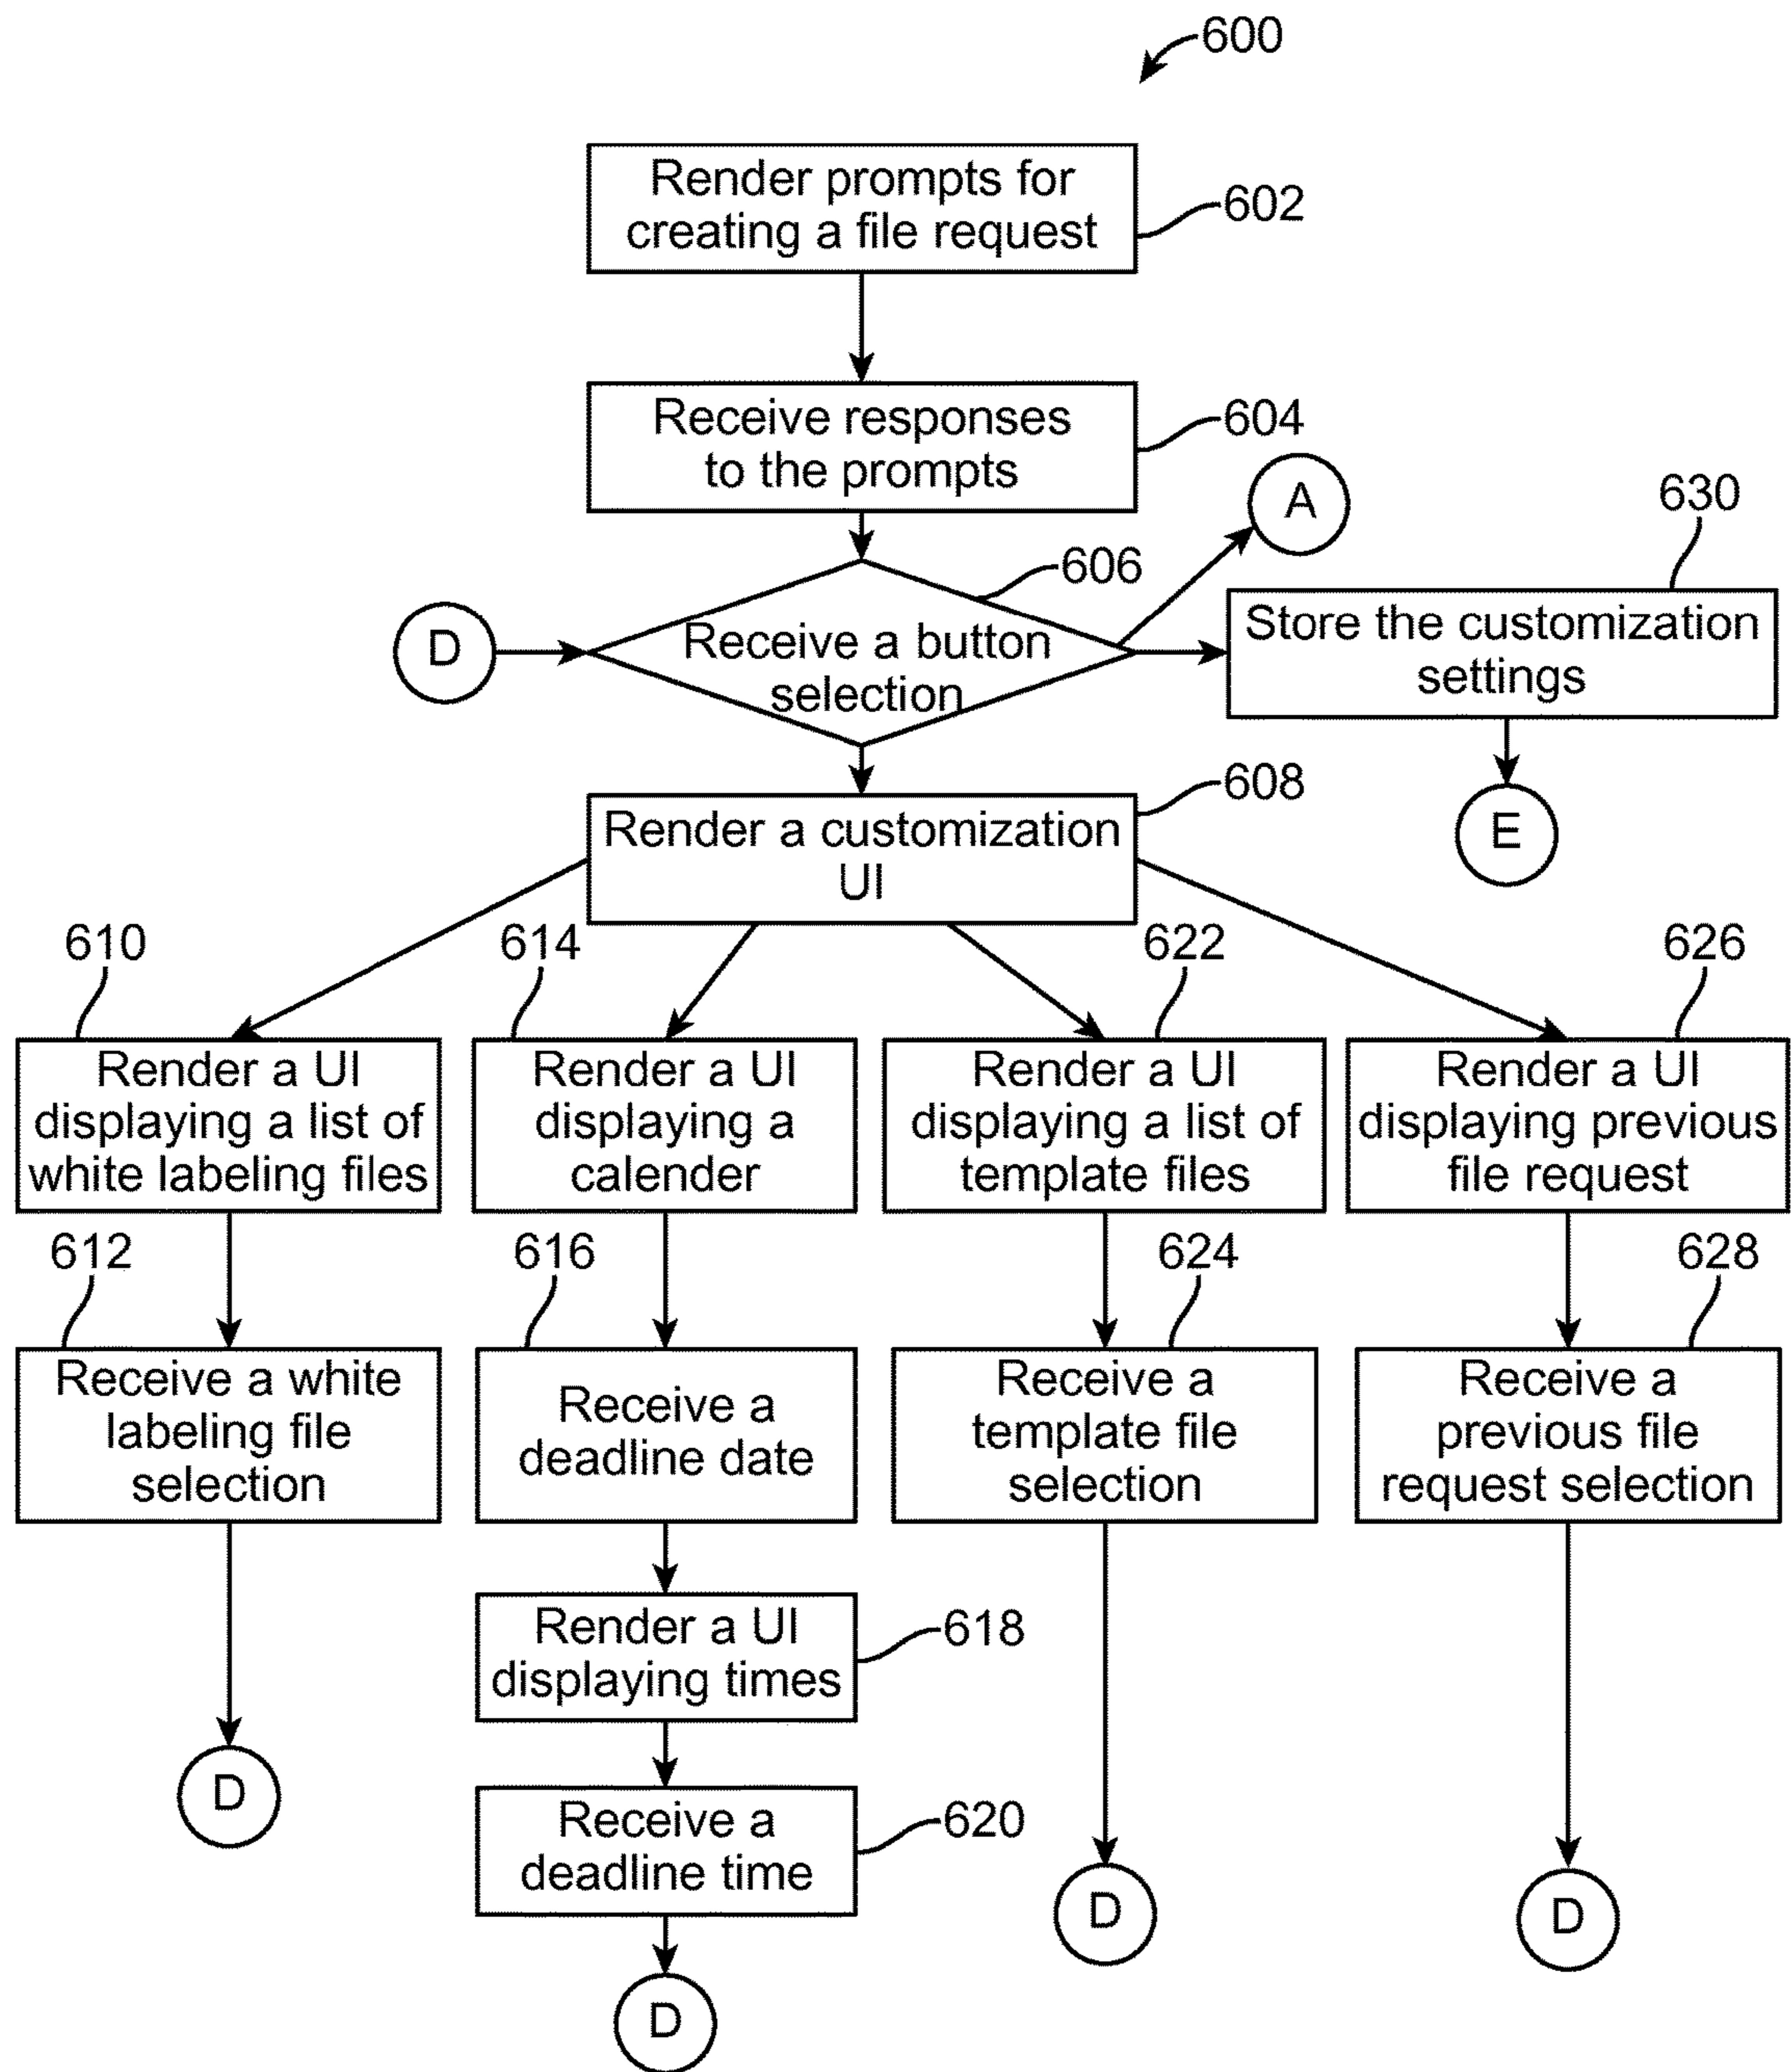 600
Render prompts for
creating a file request
602
Receive responses
to the prompts
604
A
630
606
D
Receive a button
selection
Store the customization
settings
608
Render a customization
UI
E
610
614
622
626
Render a UI
displaying a list of
white labeling files
Render a UI
displaying a
calender
Render a UI
displaying a list of
template files
Render a UI
displaying previous
file request
612
616
624
628
Receive a white
labeling file
selection
Receive a
deadline date
Receive a
template file
selection
Receive a
previous file
request selection
Render a UI
displaying times
618
D
Receive a
deadline time
620
D
D
D